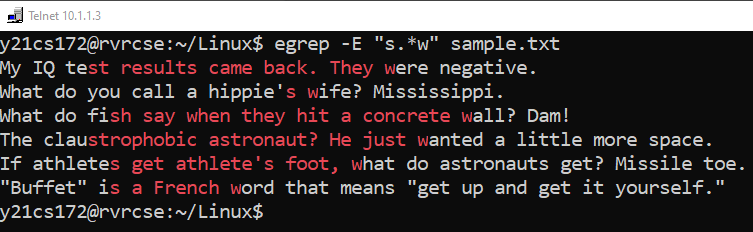 Telnet 10.1.1.3
y21cs172@rvrcse:~/Linux$ egrep -E "s.*w" sample.txt
My IQ test results came back. They were negative.
What do you call a hippie's wife? Mississippi.
What do fish say when they hit a concrete wall? Dam!
The claustrophobic astronaut? He just wanted a little more space.
If athletes get athlete's foot, what do astronauts get? Missile toe.
"Buffet" is a French word that means "get up and get it yourself."
y21cs172@rvrcse:~/Linux$